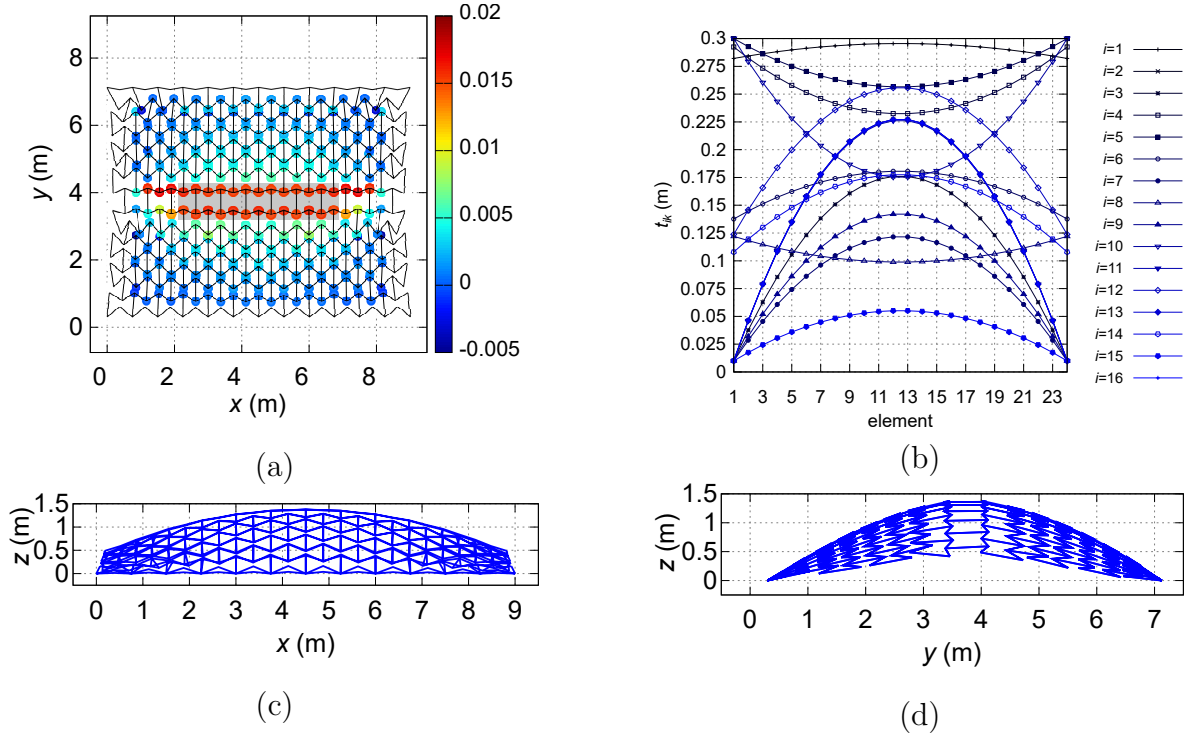 0.02
0.015
0.01
0.005
0
-0.005
8
6
4
2
0
y (m)
0 2 4 6 8
x (m)
(a)
0.3
0.275
0.25
0.225
0.2
0.175
0.15
0.125
0.1
0.075
0.05
0.025
0
t_ik (m)
1 3 5 7 9 11 13 15 17 19 21 23
element
i=1
i=2
i=3
i=4
i=5
i=6
i=7
i=8
i=9
i=10
i=11
i=12
i=13
i=14
i=15
i=16
(b)
1.5
1
0.5
0
z (m)
0 1 2 3 4 5 6 7 8 9
x (m)
(c)
1.5
1
0.5
0
z (m)
0 1 2 3 4 5 6 7
y (m)
(d)